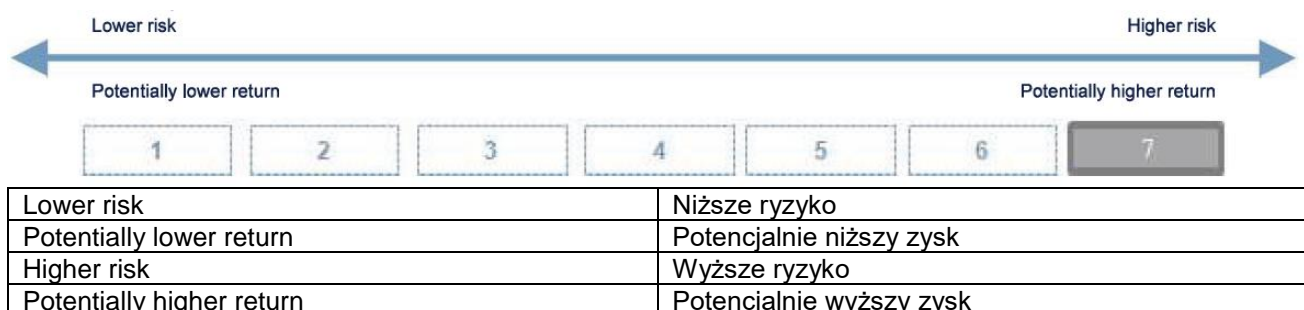 Lower risk Higher risk
Potentially lower return Potentially higher return
1 2 3 4 5 6 7
Lower risk Niższe ryzyko
Potentially lower return Potencjalnie niższy zysk
Higher risk Wyższe ryzyko
Potentially higher return Potencjalnie wyższy zysk